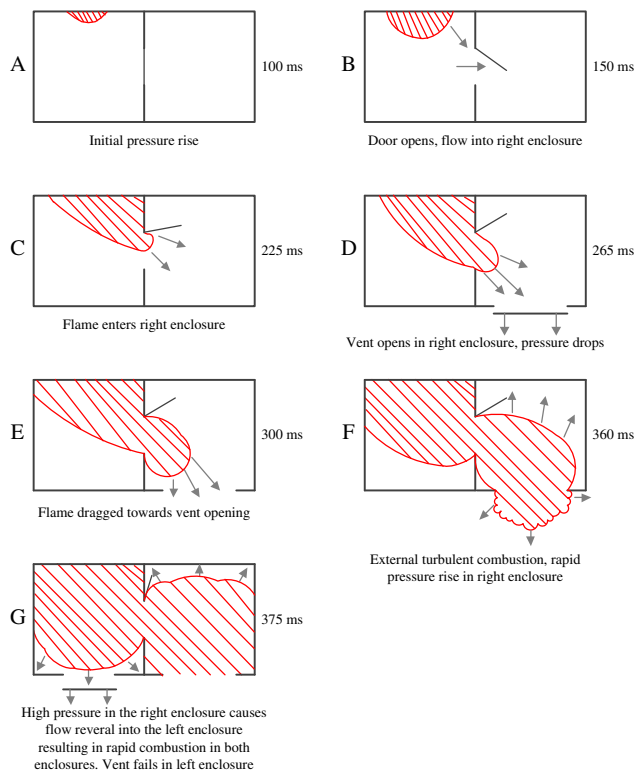 A
100 ms
Initial pressure rise
B
150 ms
Door opens, flow into right enclosure
C
225 ms
Flame enters right enclosure
D
265 ms
Vent opens in right enclosure, pressure drops
E
300 ms
Flame dragged towards vent opening
F
360 ms
External turbulent combustion, rapid
pressure rise in right enclosure
G
375 ms
High pressure in the right enclosure causes
flow reveral into the left enclosure
resulting in rapid combustion in both
enclosures. Vent fails in left enclosure